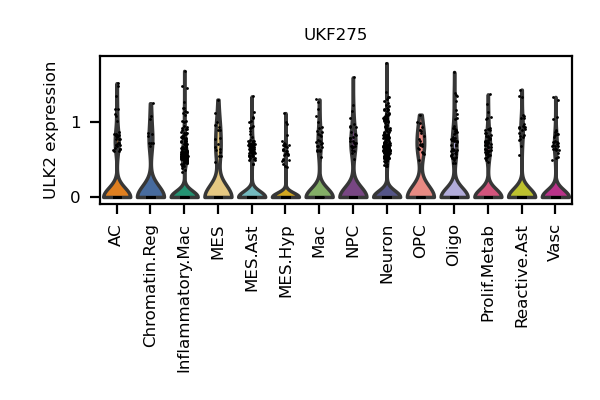 UKF275
ULK2 expression
1
0
AC
Chromatin.Reg
Inflammatory.Mac
MES
MES.Ast
MES.Hyp
Mac
NPC
Neuron
OPC
Oligo
Prolif.Metab
Reactive.Ast
Vasc